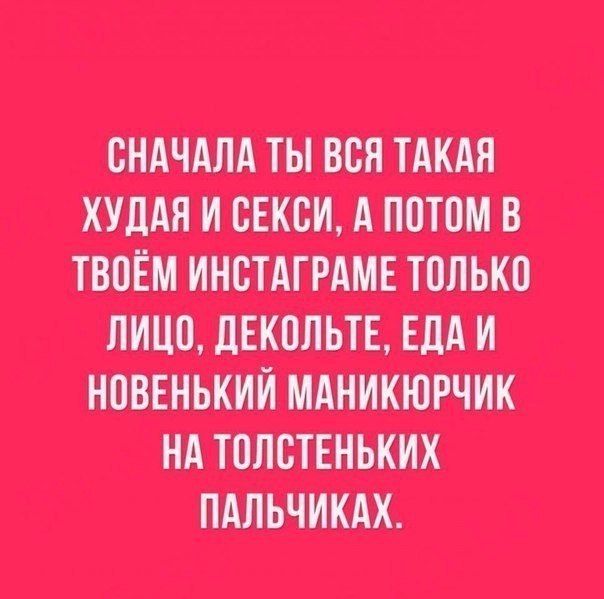 СНАЧАЛА ТЫ ВСЯ ТАКАЯ
ХУДАЯ И СЕКСИ, А ПОТОМ В
ТВОЁМ ИНСТАГРАМЕ ТОЛЬКО
ЛИЦО, ДЕКОЛЬТЕ, ЕДА И
НОВЕНЬКИЙ МАНИКЮРЧИК
НА ТОЛСТЕНЬКИХ
ПАЛЬЧИКАХ.